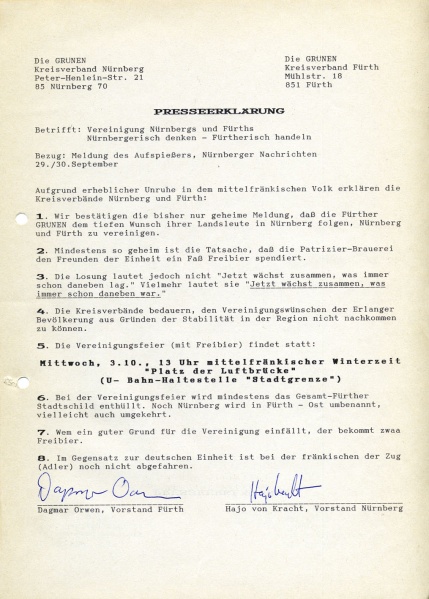 Die GRUNEN
Kreisverband Nürnberg
Peter-Henlein-Str. 21
85 Nürnberg 70
Die GRUNEN
Kreisverband Fürth
Mühlstr. 18
851 Fürth
PRESSEERKLÄRUNG
Betrifft: Vereinigung Nürnbergs und Fürths
Nürnbergerisch denken - Fürtherisch handeln
Bezug: Meldung des Aufspießers, Nürnberger Nachrichten
29./30.September
Aufgrund erheblicher Unruhe in dem mittelfränkischen Volk erklären die
Kreisverbände Nürnberg und Fürth:
1. Wir bestätigen die bisher nur geheime Meldung, daß die Fürther
GRUNEN dem tiefen Wunsch ihrer Landsleute in Nürnberg folgen, Nürnberg
und Fürth zu vereinigen.
2. Mindestens so geheim ist die Tatsache, daß die Patrizier-Brauerei
den Freunden der Einheit ein Faß Freibier spendiert.
3. Die Losung lautet jedoch nicht "Jetzt wächst zusammen, was immer
schon daneben lag." Vielmehr lautet sie "Jetzt wächst zusammen, was
immer schon daneben war."
4. Die Kreisverbände bedauern, den Vereinigungswünschen der Erlanger
Bevölkerung aus Gründen der Stabilität in der Region nicht nachkommen
zu können.
5. Die Vereinigungsfeier (mit Freibier) findet statt:
Mittwoch, 3.10., 13 Uhr mittelfränkischer Winterzeit
"Platz der Luftbrücke"
(U- Bahn-Haltestelle "Stadtgrenze")
6. Bei der Vereinigungsfeier wird mindestens das Gesamt-Fürther
Stadtschild enthüllt. Noch Nürnberg wird in Fürth - Ost umbenannt,
vielleicht auch umgekehrt.
7. Wem ein guter Grund für die Vereinigung einfällt, der bekommt zwaa
Freibier.
8. Im Gegensatz zur deutschen Einheit ist bei der fränkischen der Zug
(Adler) noch nicht abgefahren.
Dagmar Orwen, Vorstand Fürth
Hajo von Kracht, Vorstand Nürnberg